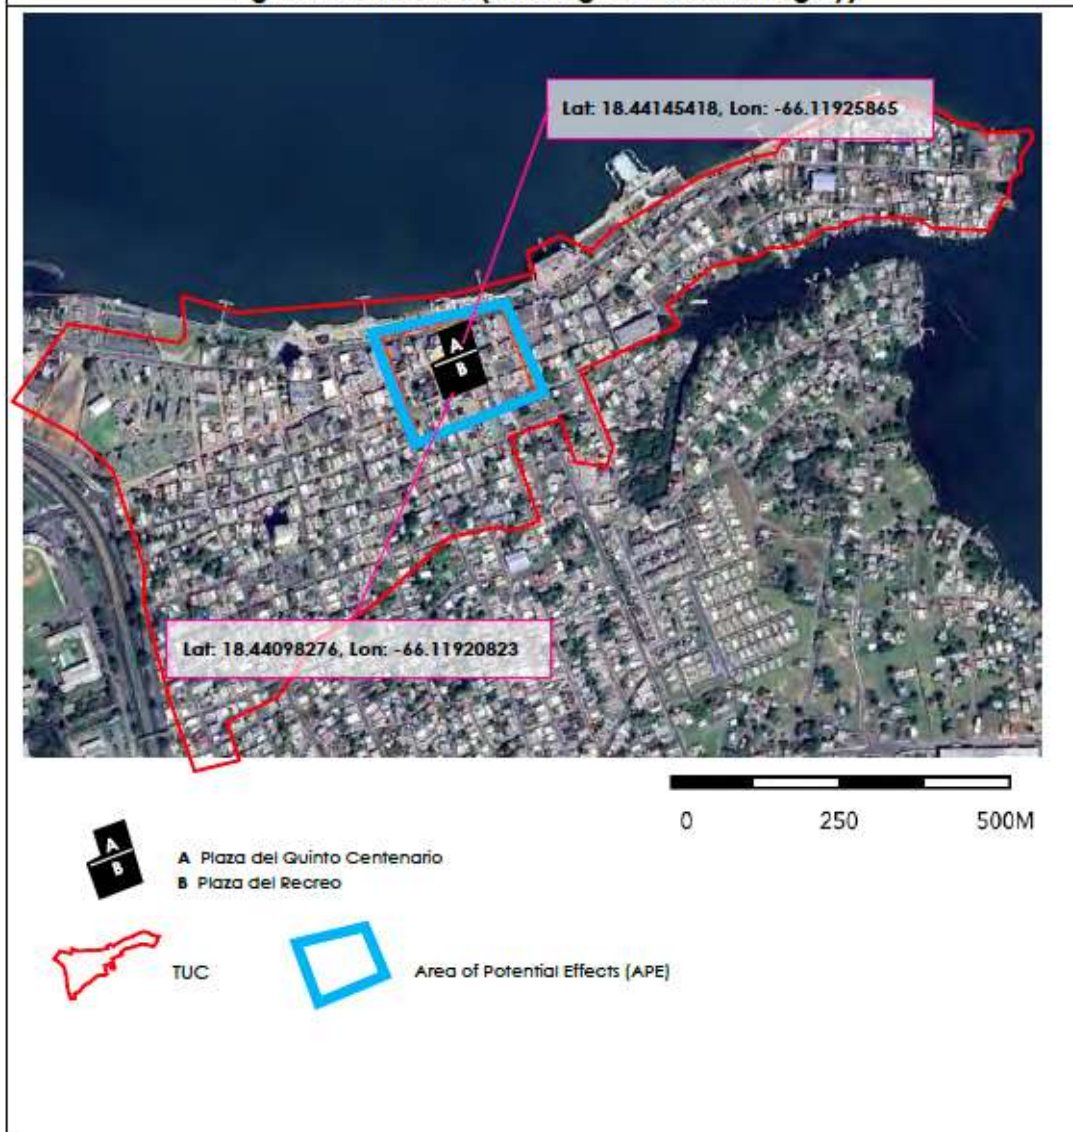 Lat: 18.44145418, Lon: -66.11925865
A
B
Lat: 18.44098276, Lon: -66.11920823
0 250 500M
A
B
A Plaza del Quinto Centenario
B Plaza del Recreo
TUC
Area of Potential Effects (APE)